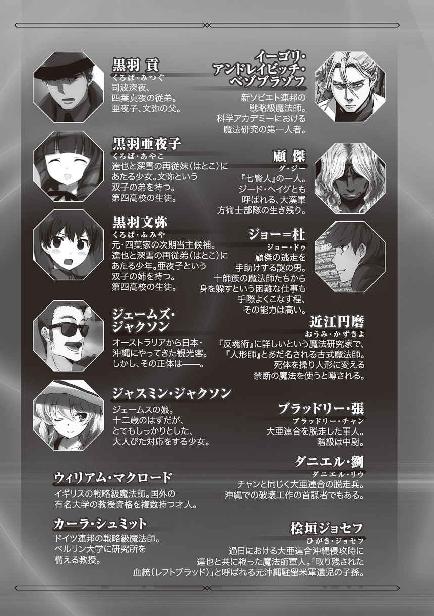 黒羽 貢
くろば・みつぐ
司波深夜、
四葉真夜の従弟。
亜夜子、文弥の父。
黒羽亜夜子
くろば・あやこ
達也と深雪の再従妹(はとこ)に
あたる少女。文弥という
双子の弟を持つ。
第四高校の生徒。
黒羽文弥
くろば・ふみや
元・四葉家の次期当主候補。
達也と深雪の再従弟(はとこ)に
あたる少年。亜夜子という
双子の姉を持つ。
第四高校の生徒。
ジェームズ・
ジャクソン
オーストラリアから日本・
沖縄にやってきた観光客。
しかし、その正体は――。
ジャスミン・ジャクソン
ジェームズの娘。
十二歳のはずだが、
とてもしっかりした、
大人びた対応をする少女。
ウィリアム・マクロード
イギリスの戦略級魔法師。国外の
有名大学の教授資格を複数持つ才人。
カーラ・シュミット
ドイツ連邦の戦略級魔法師。
ベルリン大学に研究所を
構える教授。
イーゴリ・
アンドレイビッチ・
ベゾブラゾフ
新ソビエト連邦の
戦略級魔法師。
科学アカデミーにおける
魔法研究の第一人者。
顧 傑
グ・ジー
『七賢人』の一人。
ジード・ヘイグとも
呼ばれる、大漢軍
方術士部隊の生き残り。
ジョー=杜
ジョー・ドゥ
顧傑の逃走を
手助けする謎の男。
十師族の魔法師たちから
身を躱すという困難な仕事も
手際よくこなす程、
その能力は高い。
近江円磨
おうみ・かずきよ
『反魂術』に詳しいという魔法研究家で、
『人形師』とあだ名される古式魔法師。
死体を操り人形に変える
禁断の魔法を使うと噂される。
ブラッドリー・張
ブラッドリー・チャン
大亜連合を脱走した軍人。
階級は中尉。
ダニエル・劉
ダニエル・リウ
チャンと同じく大亜連合の脱走兵。
沖縄での破壊工作の首謀者でもある。
桧垣ジョセフ
ひがき・ジョセフ
過日における大亜連合沖縄侵攻時に
達也と共に戦った魔法師軍人。『取り残された
血統(レフトブラッド)』と呼ばれる元沖縄駐留米軍遺児の子孫。